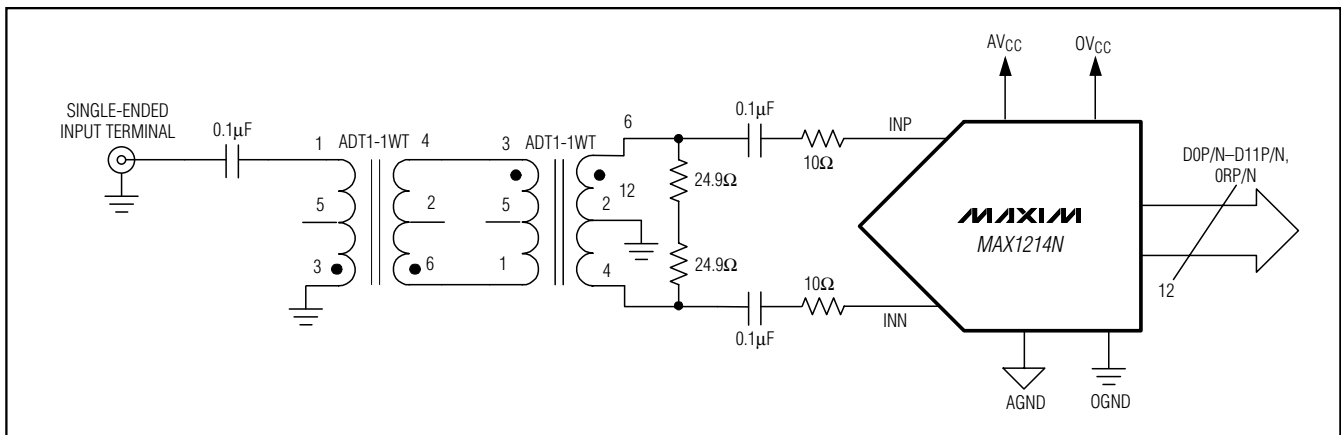 SINGLE-ENDED
INPUT TERMINAL
0.1µF
1
5
3
ADT1-1WT
4
2
6
3
5
1
ADT1-1WT
6
12
2
4
24.9Ω
24.9Ω
0.1µF
10Ω
INP
0.1µF
10Ω
INN
AVCC
OVCC
MAXIM
MAX1214N
AGND
OGND
D0P/N–D11P/N,
0RP/N
12